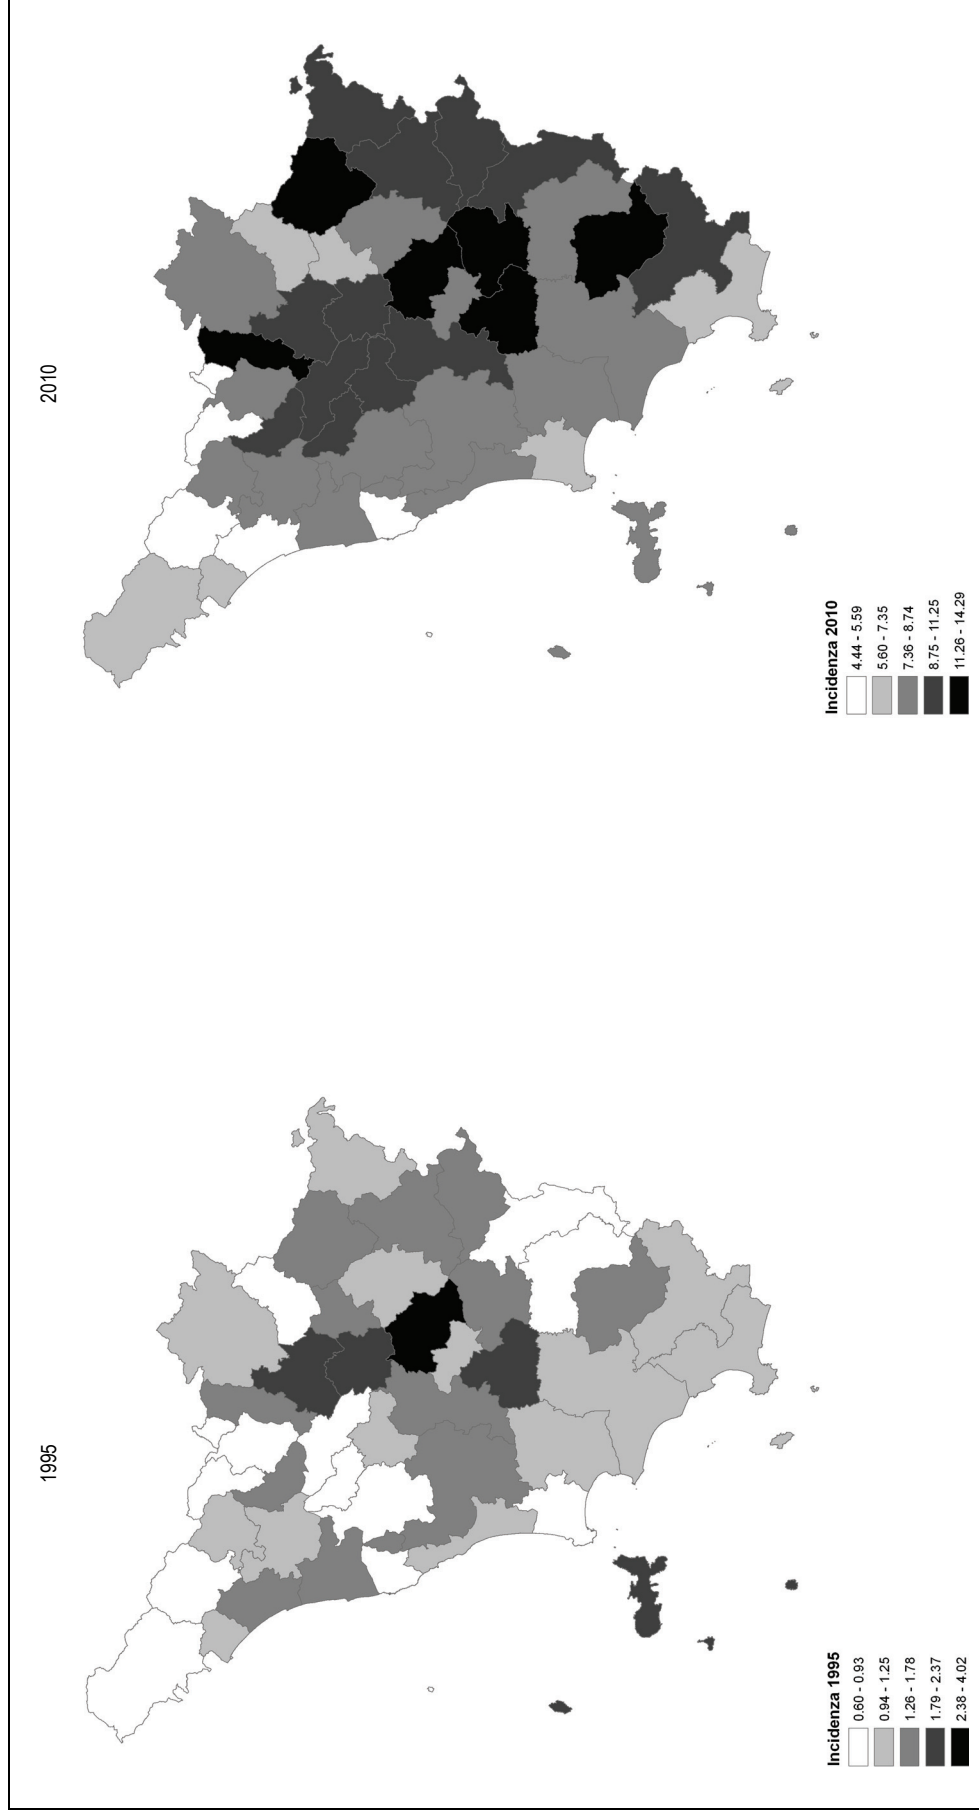 1995
2010
Incidenza 1995
0.60 - 0.93
0.94 - 1.25
1.26 - 1.78
1.79 - 2.37
2.38 - 4.02
Incidenza 2010
4.44 - 5.59
5.60 - 7.35
7.36 - 8.74
8.75 - 11.25
11.26 - 14.29